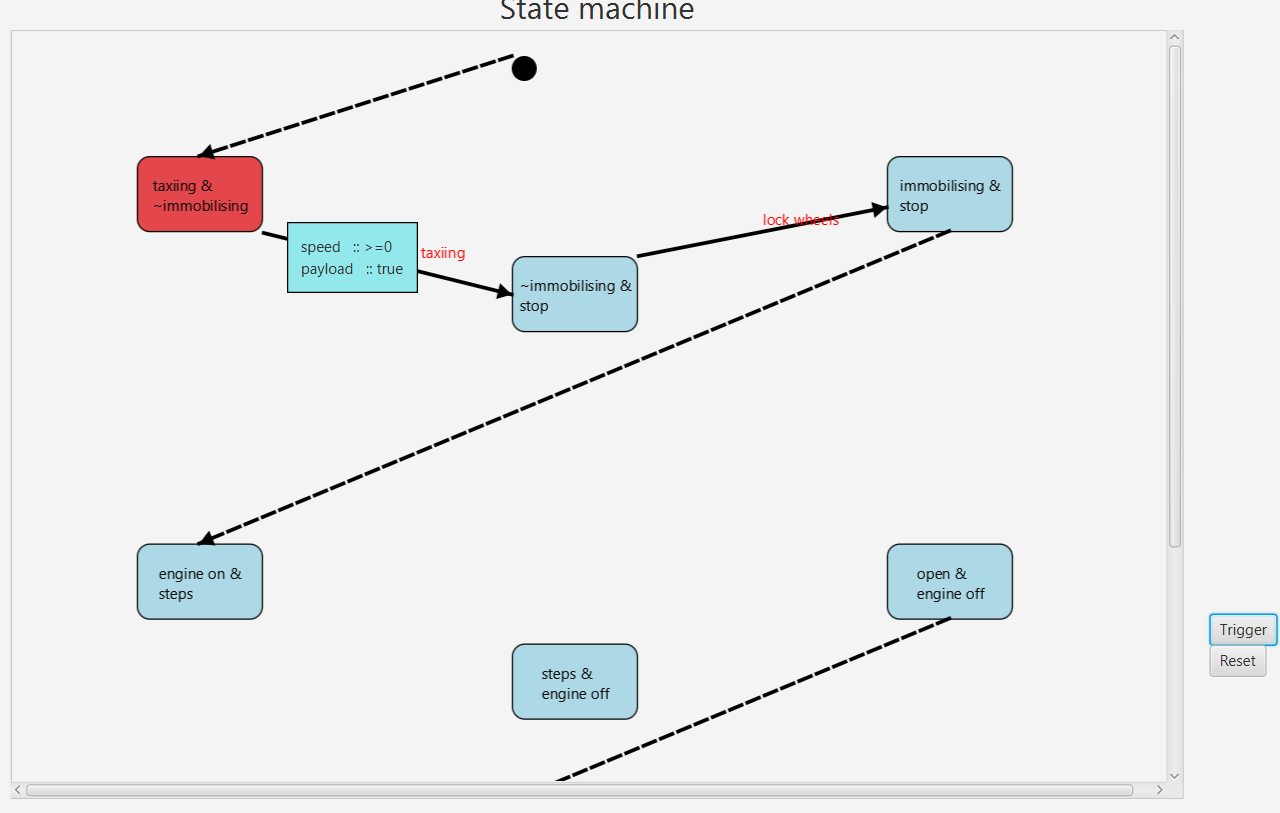 State machine
taxiing &
~immobilising
immobilising &
stop
lock wheels
speed :: >=0
payload :: true
taxiing
~immobilising &
stop
engine on &
steps
open &
engine off
steps &
engine off
Trigger
Reset